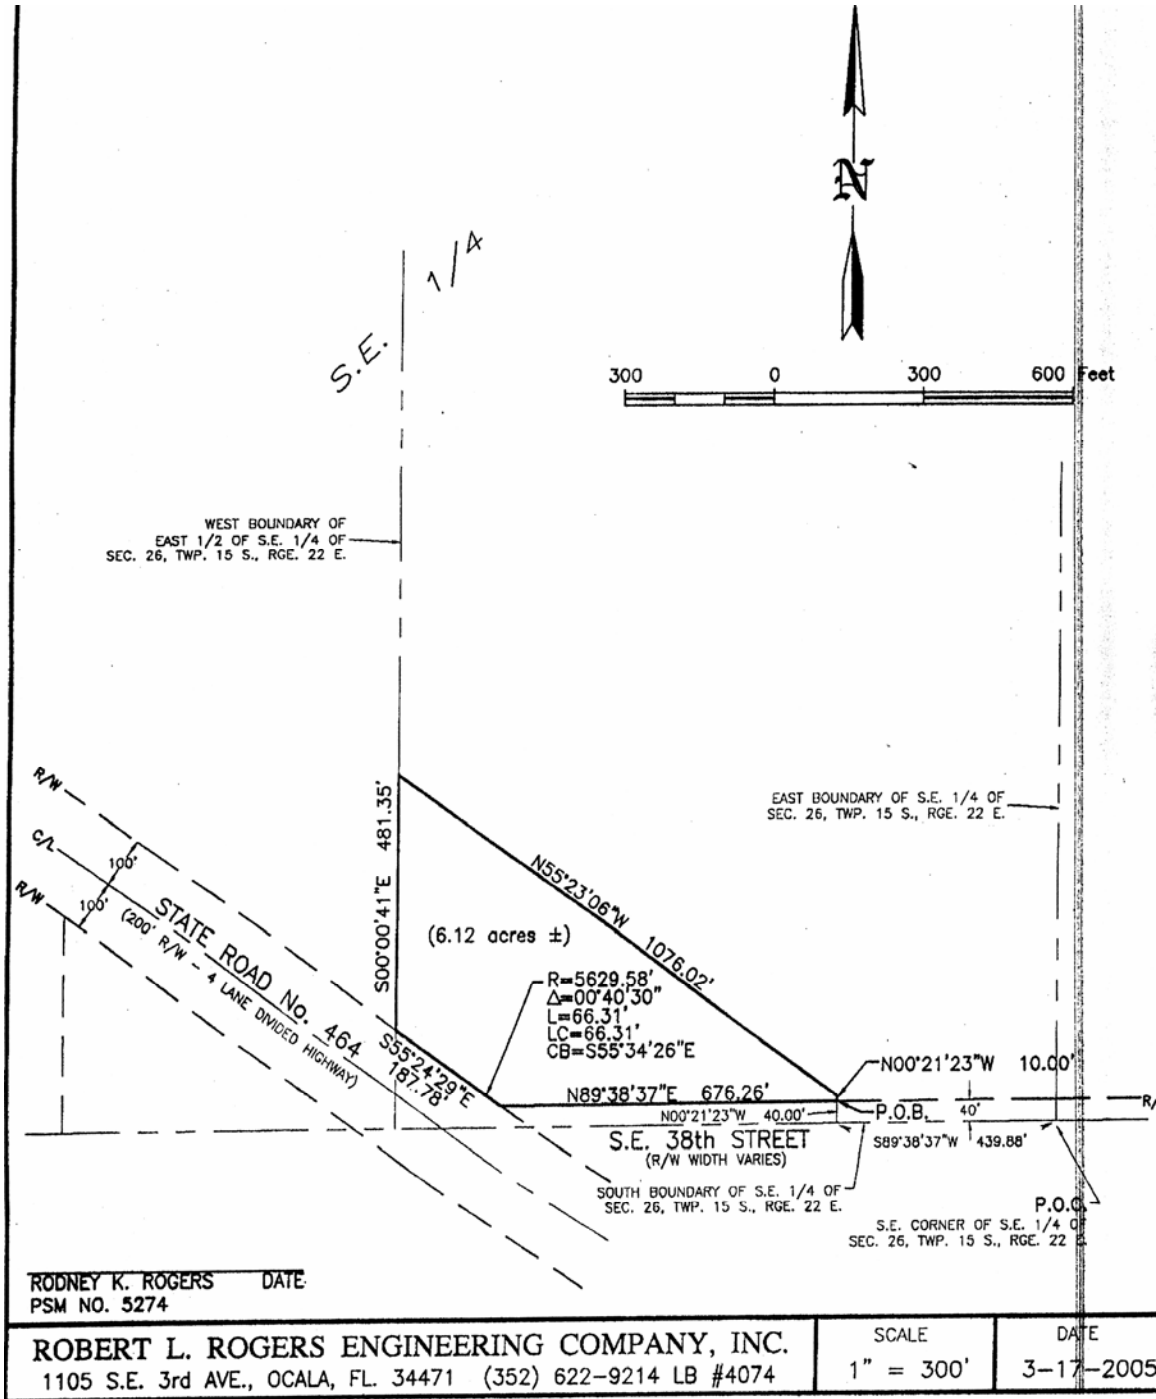 N
S.E. 1/4
300 0 300 600 Feet
WEST BOUNDARY OF
EAST 1/2 OF S.E. 1/4 OF
SEC. 26, TWP. 15 S., RGE. 22 E.
EAST BOUNDARY OF S.E. 1/4 OF
SEC. 26, TWP. 15 S., RGE. 22 E.
R/W
C/L
R/W
100'
100'
STATE ROAD No. 464
(200' R/W - 4 LANE DIVIDED HIGHWAY)
S00°00'41"E 481.35'
N55°23'06"W 1076.02'
(6.12 acres ±)
R=5629.58'
Δ=00°40'30"
L=66.31'
LC=66.31'
CB=S55°34'26"E
S55°24'29"E
187.78'
N89°38'37"E 676.26'
N00°21'23"W 10.00'
N00°21'23"W 40.00'
P.O.B.
40'
R/
S.E. 38th STREET
(R/W WIDTH VARIES)
S89°38'37"W 439.88'
SOUTH BOUNDARY OF S.E. 1/4 OF
SEC. 26, TWP. 15 S., RGE. 22 E.
P.O.C.
S.E. CORNER OF S.E. 1/4 OF
SEC. 26, TWP. 15 S., RGE. 22 E.
RODNEY K. ROGERS DATE
PSM NO. 5274
ROBERT L. ROGERS ENGINEERING COMPANY, INC.
1105 S.E. 3rd AVE., OCALA, FL. 34471 (352) 622-9214 LB #4074
SCALE
1" = 300'
DATE
3-17-2005